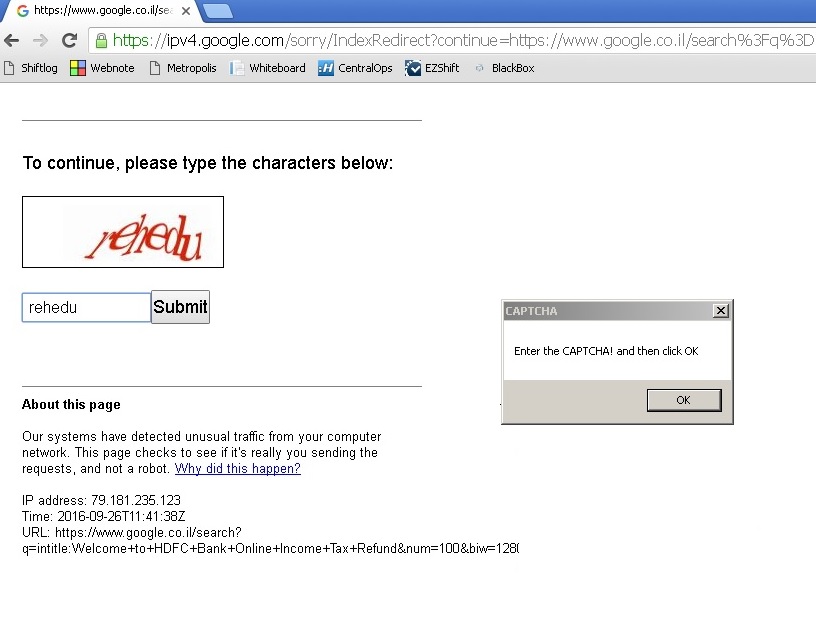 https://www.google.co.il/sea
https://ipv4.google.com/sorry/IndexRedirect?continue=https://www.google.co.il/search%3Fq%3D
Shiftlog Webnote Metropolis Whiteboard CentralOps EZShift BlackBox
To continue, please type the characters below:
rehedu
rehedu Submit
CAPTCHA
Enter the CAPTCHA! and then click OK
OK
About this page
Our systems have detected unusual traffic from your computer
network. This page checks to see if it's really you sending the
requests, and not a robot. Why did this happen?
IP address: 79.181.235.123
Time: 2016-09-26T11:41:38Z
URL: https://www.google.co.il/search?
q=intitle:Welcome+to+HDFC+Bank+Online+Income+Tax+Refund&num=100&biw=1280